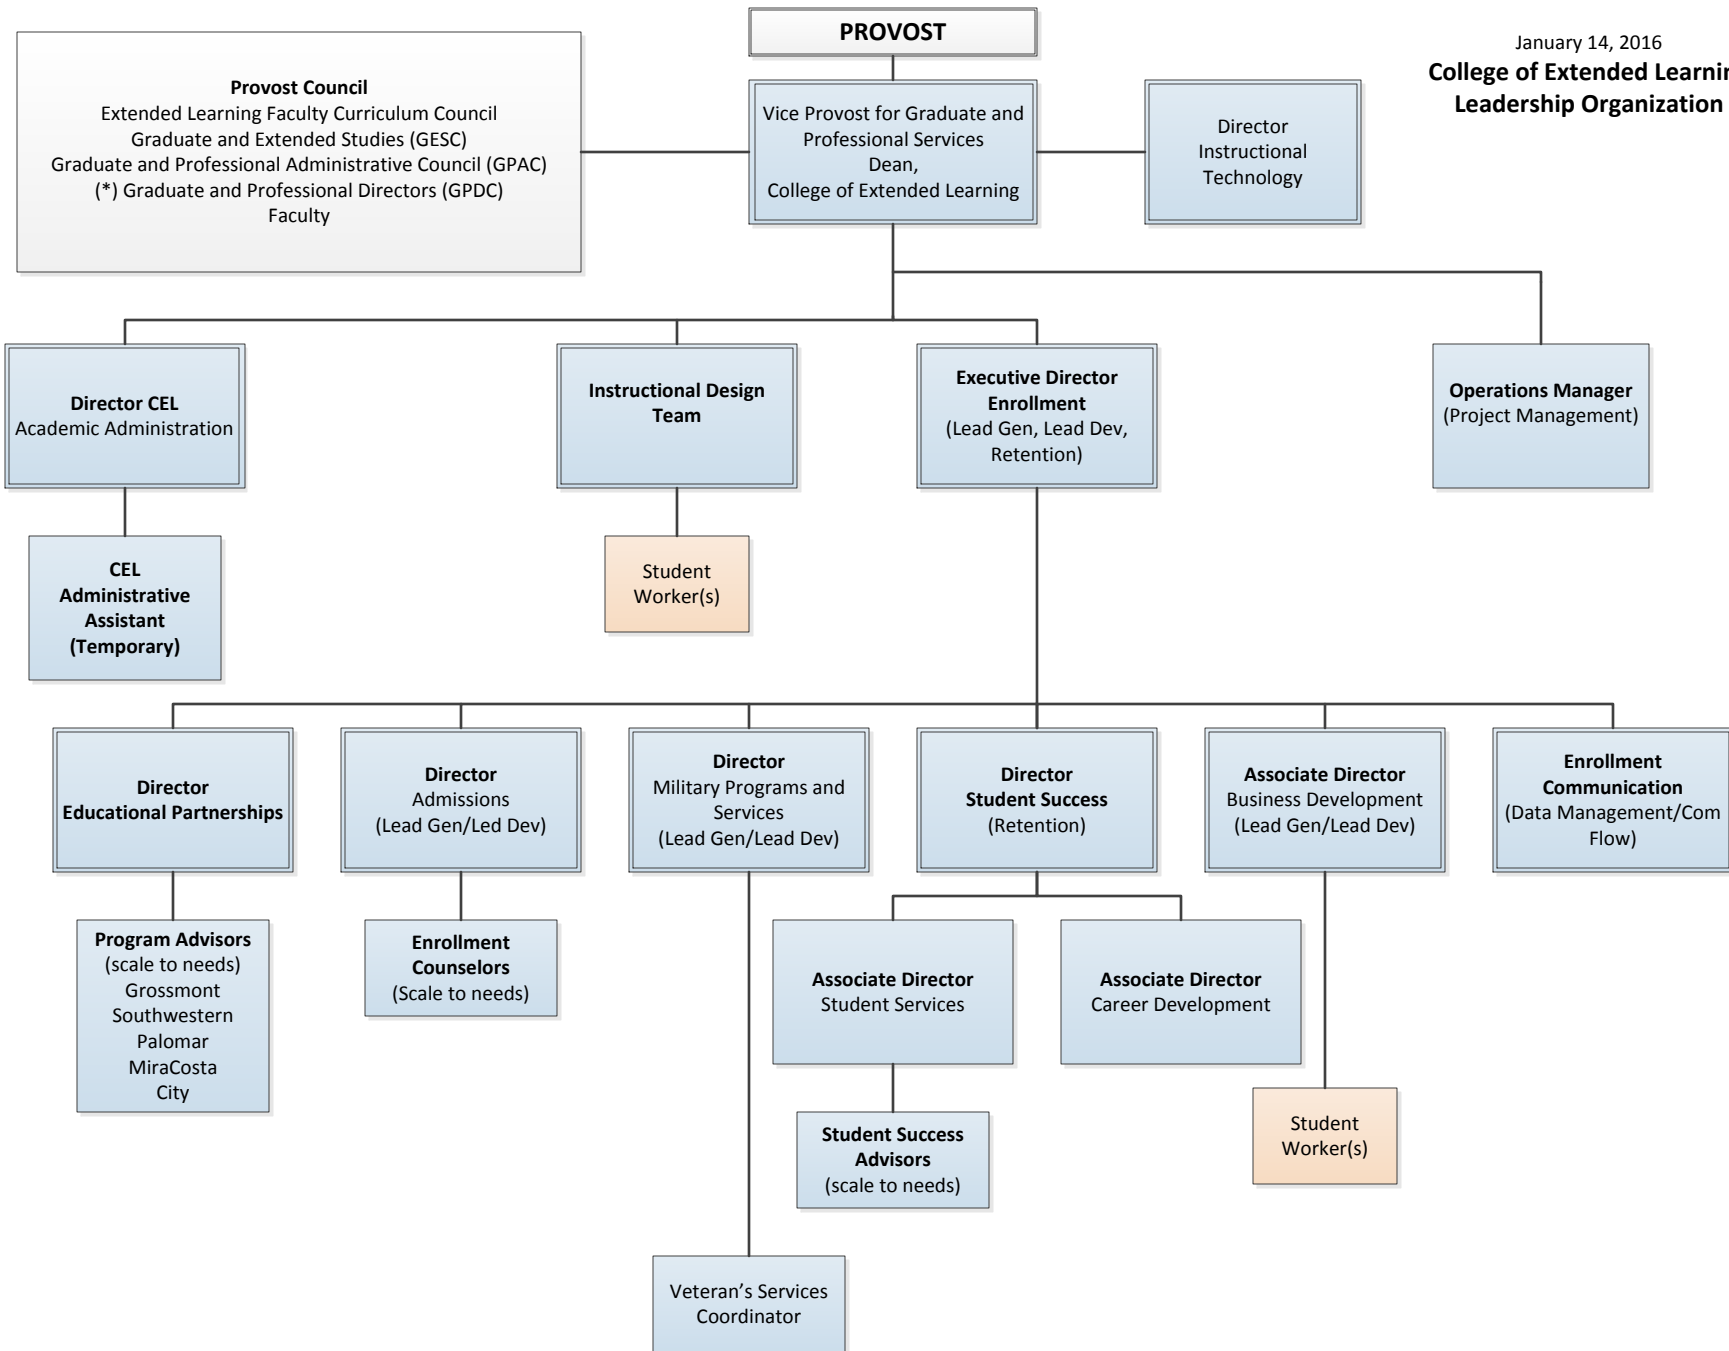 PROVOST
January 14, 2016
College of Extended Learnin
Leadership Organization
Provost Council
Extended Learning Faculty Curriculum Council
Graduate and Extended Studies (GESC)
Graduate and Professional Administrative Council (GPAC)
(*) Graduate and Professional Directors (GPDC)
Faculty
Vice Provost for Graduate and
Professional Services
Dean,
College of Extended Learning
Director
Instructional
Technology
Director CEL
Academic Administration
Instructional Design
Team
Executive Director
Enrollment
(Lead Gen, Lead Dev,
Retention)
Operations Manager
(Project Management)
CEL
Administrative
Assistant
(Temporary)
Student
Worker(s)
Director
Educational Partnerships
Director
Admissions
(Lead Gen/Led Dev)
Director
Military Programs and
Services
(Lead Gen/Lead Dev)
Director
Student Success
(Retention)
Associate Director
Business Development
(Lead Gen/Lead Dev)
Enrollment
Communication
(Data Management/Com
Flow)
Program Advisors
(scale to needs)
Grossmont
Southwestern
Palomar
MiraCosta
City
Enrollment
Counselors
(Scale to needs)
Associate Director
Student Services
Associate Director
Career Development
Student Success
Advisors
(scale to needs)
Student
Worker(s)
Veteran’s Services
Coordinator